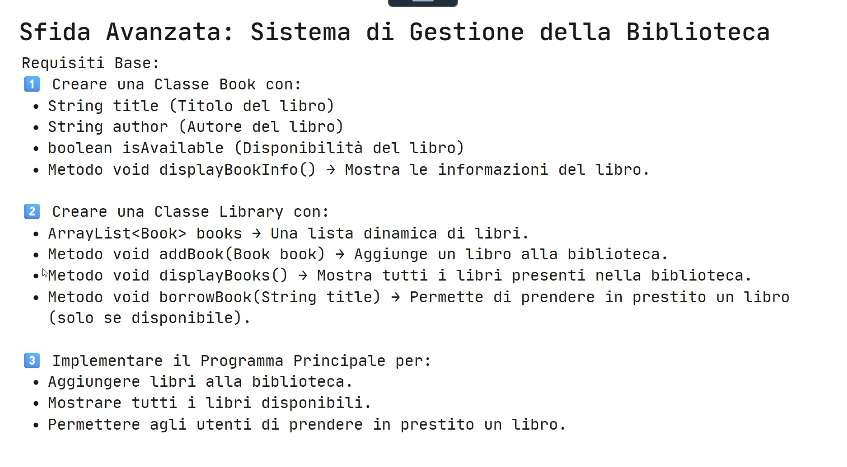 Sfida Avanzata: Sistema di Gestione della Biblioteca
Requisiti Base:
1️⃣ Creare una Classe Book con:
• String title (Titolo del libro)
• String author (Autore del libro)
• boolean isAvailable (Disponibilità del libro)
• Metodo void displayBookInfo() → Mostra le informazioni del libro.
2️⃣ Creare una Classe Library con:
• ArrayList<Book> books → Una lista dinamica di libri.
• Metodo void addBook(Book book) → Aggiunge un libro alla biblioteca.
• Metodo void displayBooks() → Mostra tutti i libri presenti nella biblioteca.
• Metodo void borrowBook(String title) → Permette di prendere in prestito un libro
(solo se disponibile).
3️⃣ Implementare il Programma Principale per:
• Aggiungere libri alla biblioteca.
• Mostrare tutti i libri disponibili.
• Permettere agli utenti di prendere in prestito un libro.